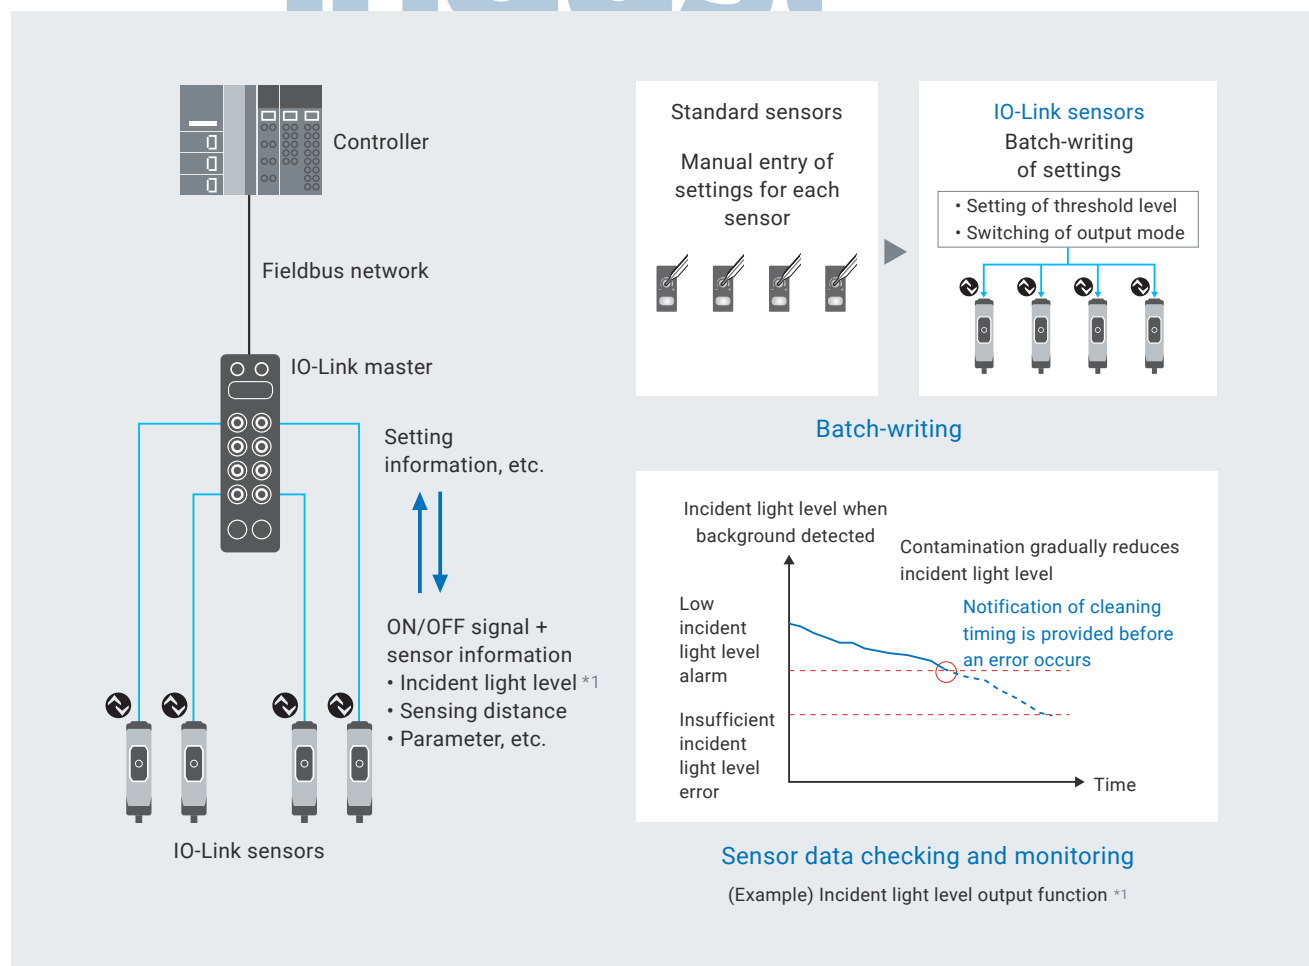 Controller
Fieldbus network
IO-Link master
Setting
information, etc.
ON/OFF signal +
sensor information
• Incident light level *1
• Sensing distance
• Parameter, etc.
IO-Link sensors
Standard sensors
Manual entry of
settings for each
sensor
IO-Link sensors
Batch-writing
of settings
• Setting of threshold level
• Switching of output mode
Batch-writing
Incident light level when
background detected
Contamination gradually reduces
incident light level
Notification of cleaning
timing is provided before
an error occurs
Low
incident
light level
alarm
Insufficient
incident
light level
error
Time
Sensor data checking and monitoring
(Example) Incident light level output function *1